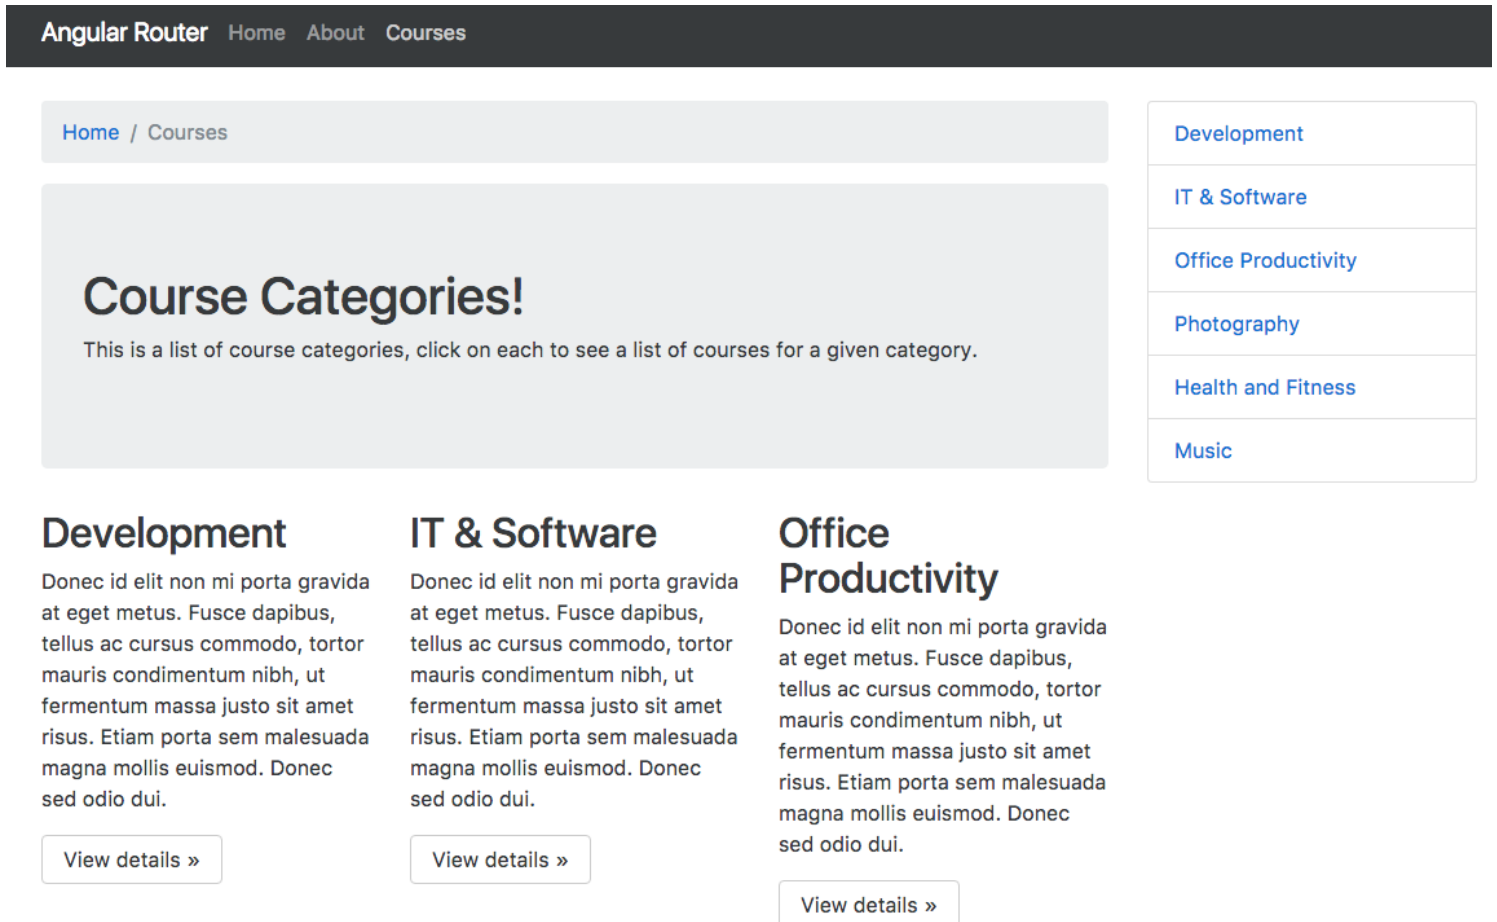 Angular Router Home About Courses
Home / Courses
Course Categories!
This is a list of course categories, click on each to see a list of courses for a given category.
Development
IT & Software
Office Productivity
Photography
Health and Fitness
Music
Development
Donec id elit non mi porta gravida
at eget metus. Fusce dapibus,
tellus ac cursus commodo, tortor
mauris condimentum nibh, ut
fermentum massa justo sit amet
risus. Etiam porta sem malesuada
magna mollis euismod. Donec
sed odio dui.
View details »
IT & Software
Donec id elit non mi porta gravida
at eget metus. Fusce dapibus,
tellus ac cursus commodo, tortor
mauris condimentum nibh, ut
fermentum massa justo sit amet
risus. Etiam porta sem malesuada
magna mollis euismod. Donec
sed odio dui.
View details »
Office
Productivity
Donec id elit non mi porta gravida
at eget metus. Fusce dapibus,
tellus ac cursus commodo, tortor
mauris condimentum nibh, ut
fermentum massa justo sit amet
risus. Etiam porta sem malesuada
magna mollis euismod. Donec
sed odio dui.
View details »